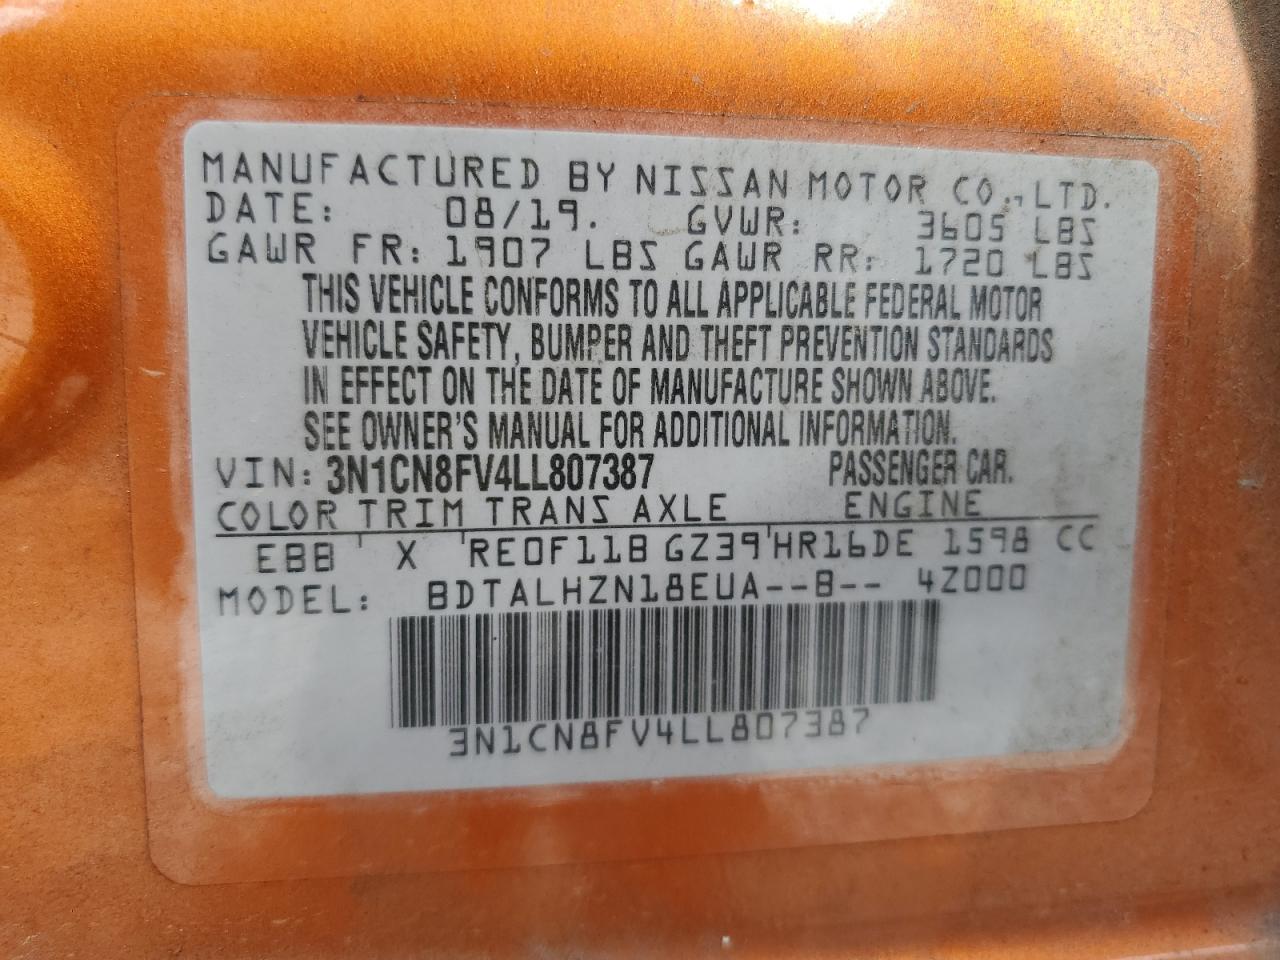 MANUFACTURED BY NISSAN MOTOR CO., LTD.
DATE: 08/19. GVWR: 3605 LBS
GAWR FR: 1907 LBS GAWR RR: 1720 LBS
THIS VEHICLE CONFORMS TO ALL APPLICABLE FEDERAL MOTOR
VEHICLE SAFETY, BUMPER AND THEFT PREVENTION STANDARDS
IN EFFECT ON THE DATE OF MANUFACTURE SHOWN ABOVE.
SEE OWNER'S MANUAL FOR ADDITIONAL INFORMATION.
VIN: 3N1CN8FV4LL807387 PASSENGER CAR.
COLOR TRIM TRANS AXLE ENGINE
EBB X RE0F11B GZ39 HR16DE 1598 CC
MODEL: BDTALHZN18EUA--B-- 4Z000
3N1CN8FV4LL807387